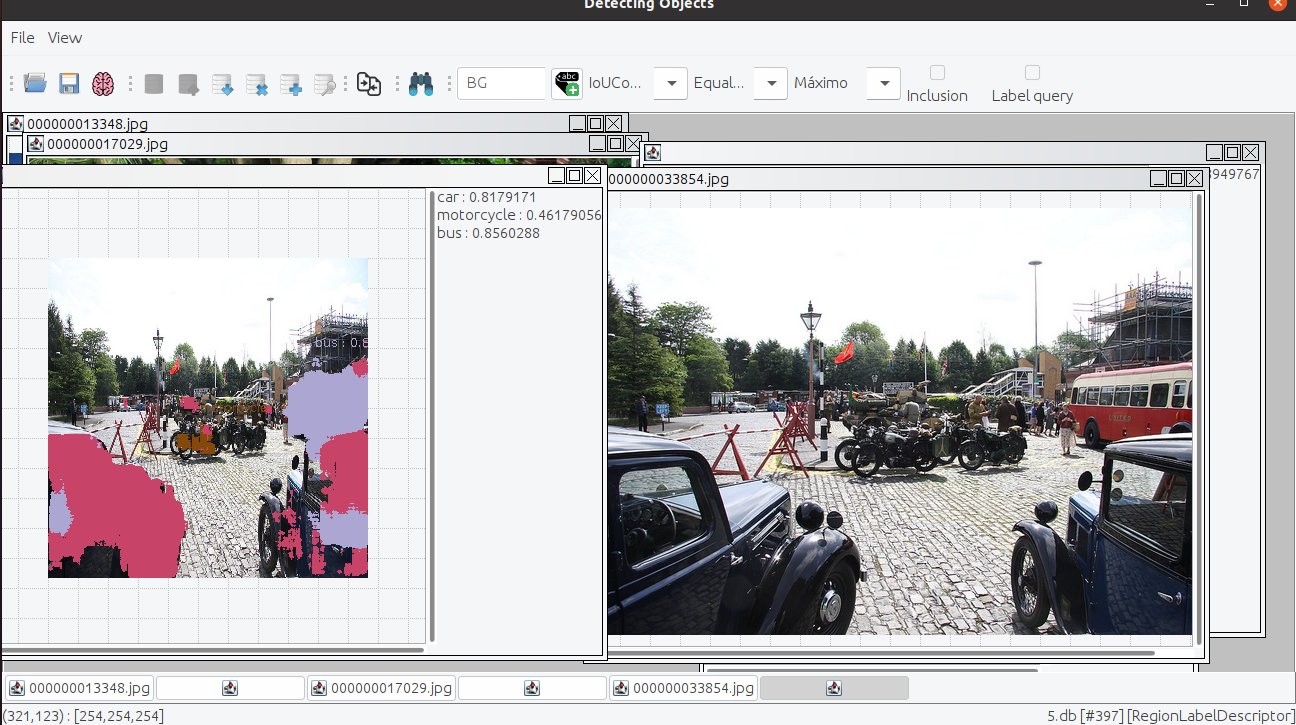 Detecting Objects
File View
BG abc IoUCo... Equal... Máximo Inclusion Label query
000000013348.jpg
000000017029.jpg
3949767
000000033854.jpg
car : 0.8179171
motorcycle : 0.46179056
bus : 0.8560288
bus : 0.8
000000013348.jpg 000000017029.jpg 000000033854.jpg
(321,123) : [254,254,254] 5.db [#397] [RegionLabelDescriptor]